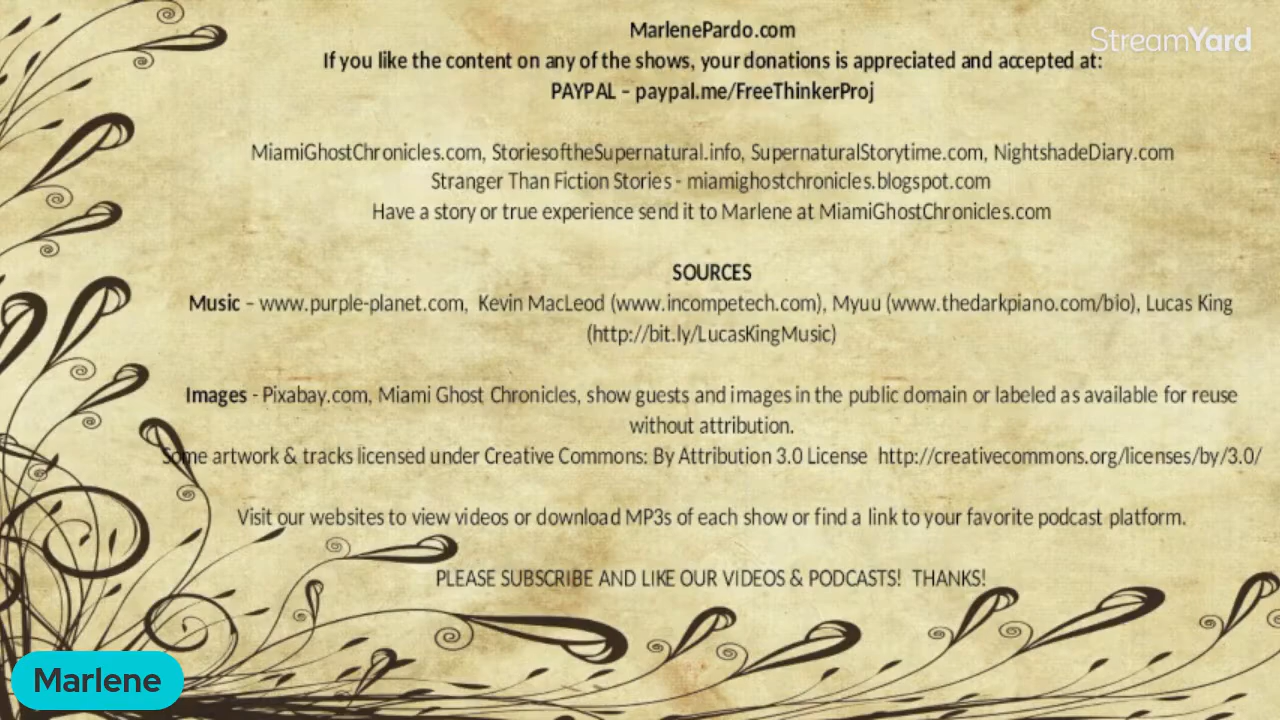 MarlenePardo.com
StreamYard
If you like the content on any of the shows, your donations is appreciated and accepted at:
PAYPAL – paypal.me/FreeThinkerProj
MiamiGhostChronicles.com, StoriesoftheSupernatural.info, SupernaturalStorytime.com, NightshadeDiary.com
Stranger Than Fiction Stories - miamighostchronicles.blogspot.com
Have a story or true experience send it to Marlene at MiamiGhostChronicles.com
SOURCES
Music – www.purple-planet.com, Kevin MacLeod (www.incompetech.com), Myuu (www.thedarkpiano.com/bio), Lucas King
(http://bit.ly/LucasKingMusic)
Images - Pixabay.com, Miami Ghost Chronicles, show guests and images in the public domain or labeled as available for reuse
without attribution.
Some artwork & tracks licensed under Creative Commons: By Attribution 3.0 License http://creativecommons.org/licenses/by/3.0/
Visit our websites to view videos or download MP3s of each show or find a link to your favorite podcast platform.
PLEASE SUBSCRIBE AND LIKE OUR VIDEOS & PODCASTS! THANKS!
Marlene